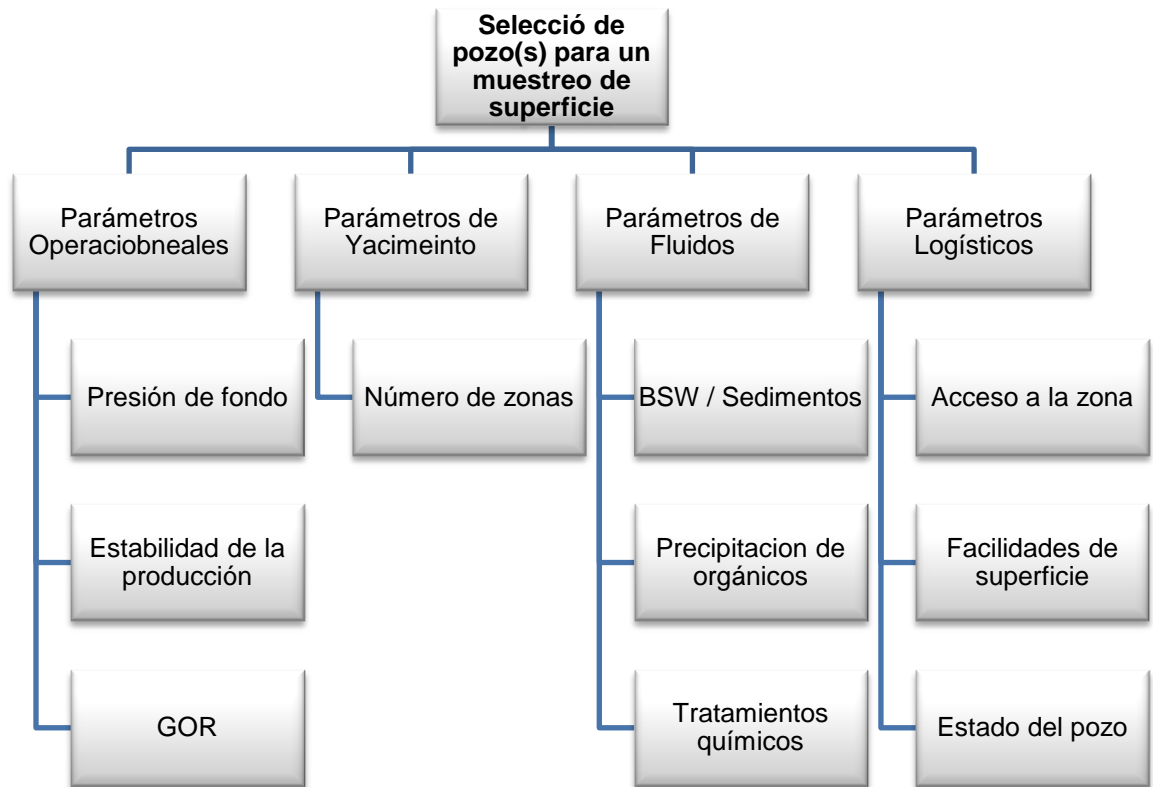 Selecció de
pozo(s) para un
muestreo de
superficie
Parámetros
Operaciobneales
Parámetros de
Yacimeinto
Parámetros de
Fluidos
Parámetros
Logísticos
Presión de fondo
Número de zonas
BSW / Sedimentos
Acceso a la zona
Estabilidad de la
producción
Precipitacion de
orgánicos
Facilidades de
superficie
GOR
Tratamientos
químicos
Estado del pozo